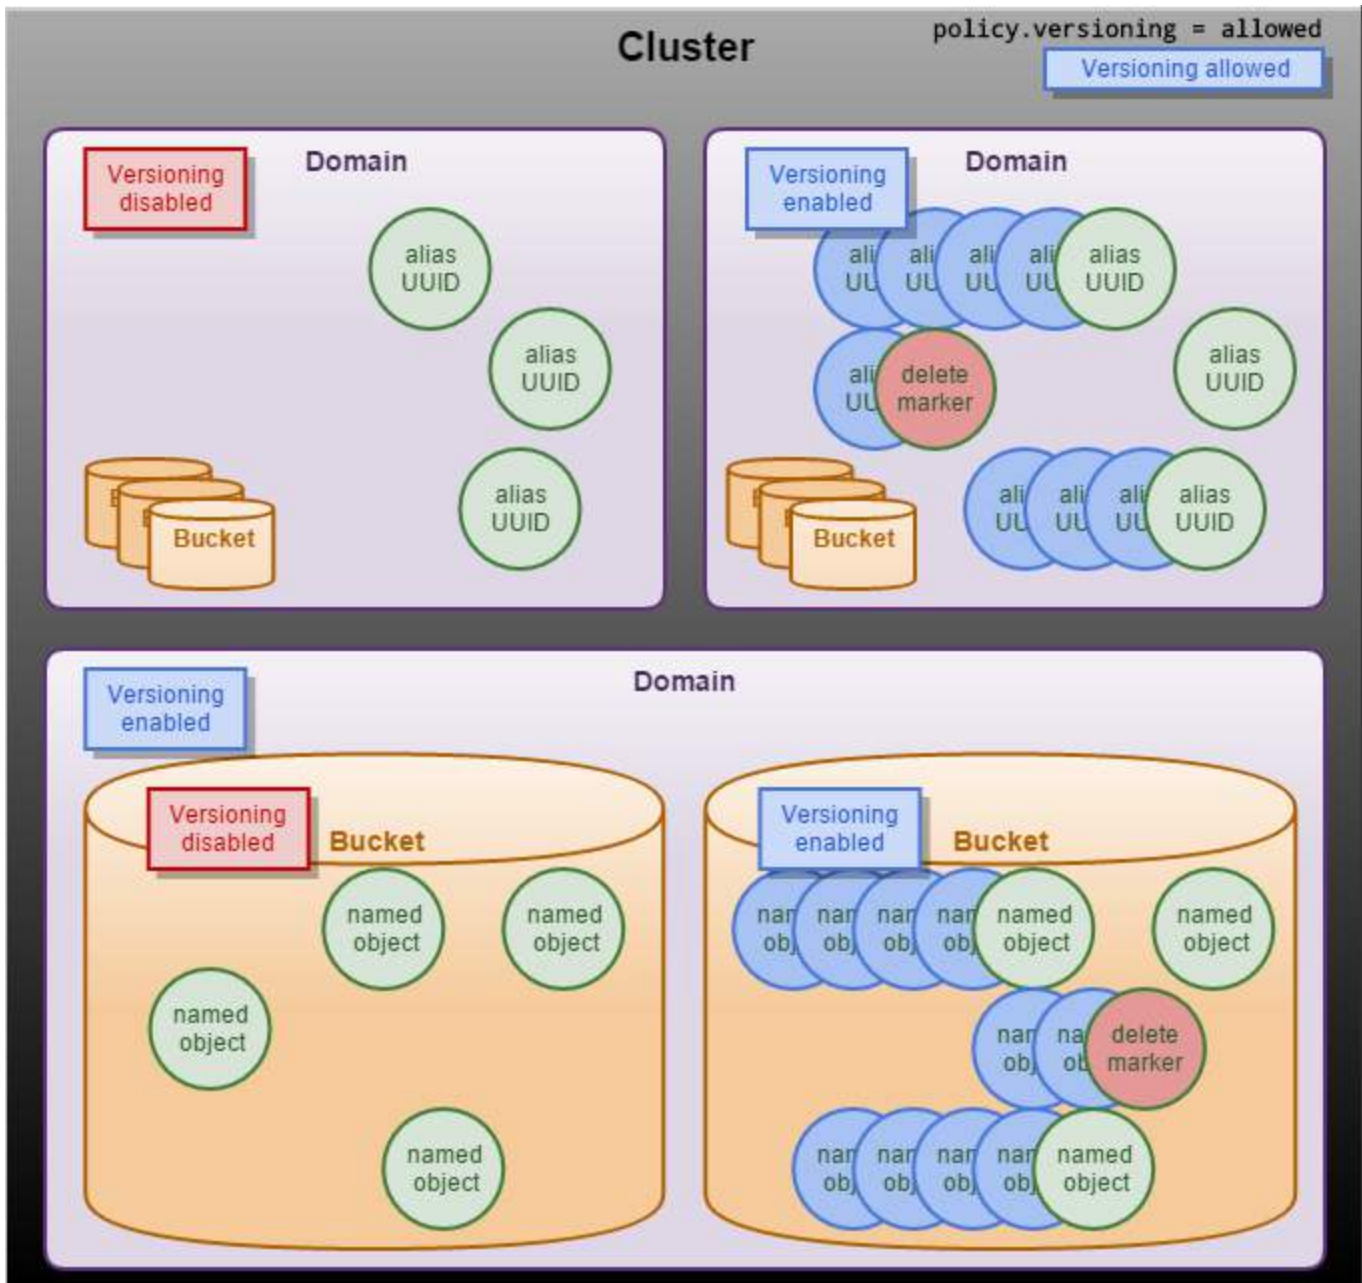 Cluster
policy.versioning = allowed
Versioning allowed
Versioning
disabled
Domain
alias
UUID
alias
UUID
alias
UUID
Bucket
Versioning
enabled
Domain
alias
UUID
delete
marker
alias
UUID
alias
UUID
Bucket
Versioning
enabled
Domain
Versioning
disabled
Bucket
named
object
named
object
named
object
named
object
Versioning
enabled
Bucket
named
object
named
object
delete
marker
named
object